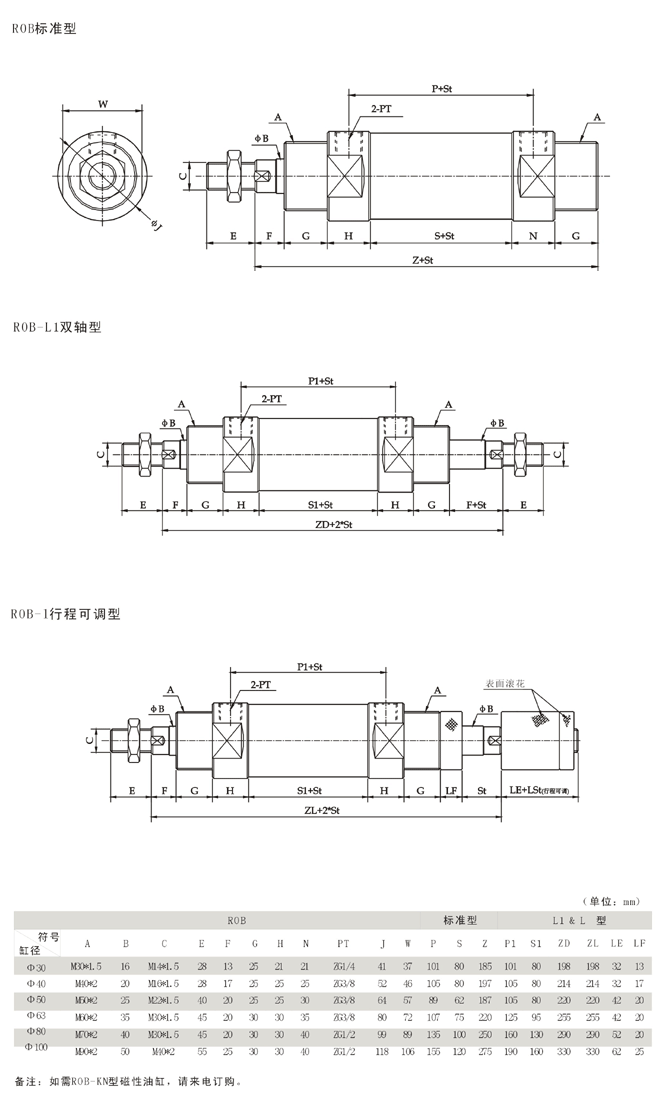 ROB标准型
W
ΦJ
P+St
2-PT
A
A
ΦB
C
E
F
G
H
S+St
N
G
Z+St
ROB-L1双轴型
P1+St
2-PT
A
A
ΦB
ΦB
C
C
E
F
G
H
S1+St
H
G
F+St
E
ZD+2*St
ROB-1行程可调型
P1+St
2-PT
表面滚花
A
A
ΦB
ΦB
C
E
F
G
H
S1+St
H
G
LF
St
LE+LSt(行程可调)
ZL+2*St
(单位: mm)
ROB 标准型 L1 & L 型
符号 缸径 A B C E F G H N PT J W P S Z P1 S1 ZD ZL LE LF
Φ30 M30*1.5 16 M14*1.5 28 13 25 21 21 ZG1/4 41 37 101 80 185 101 80 198 198 32 13
Φ40 M40*2 20 M16*1.5 28 17 25 25 25 ZG3/8 52 46 105 80 197 105 80 214 214 32 17
Φ50 M50*2 25 M22*1.5 40 20 25 25 30 ZG3/8 64 57 89 62 187 105 80 220 220 42 20
Φ63 M60*2 35 M30*1.5 45 20 30 30 35 ZG3/8 80 72 107 75 220 125 95 255 255 42 20
Φ80 M70*2 40 M30*1.5 45 20 30 30 40 ZG1/2 99 89 135 100 250 160 130 290 290 52 20
Φ100 M90*2 50 M40*2 55 25 30 30 40 ZG1/2 118 106 155 120 275 190 160 330 330 62 25
备注: 如需ROB-KN型磁性油缸, 请来电订购。